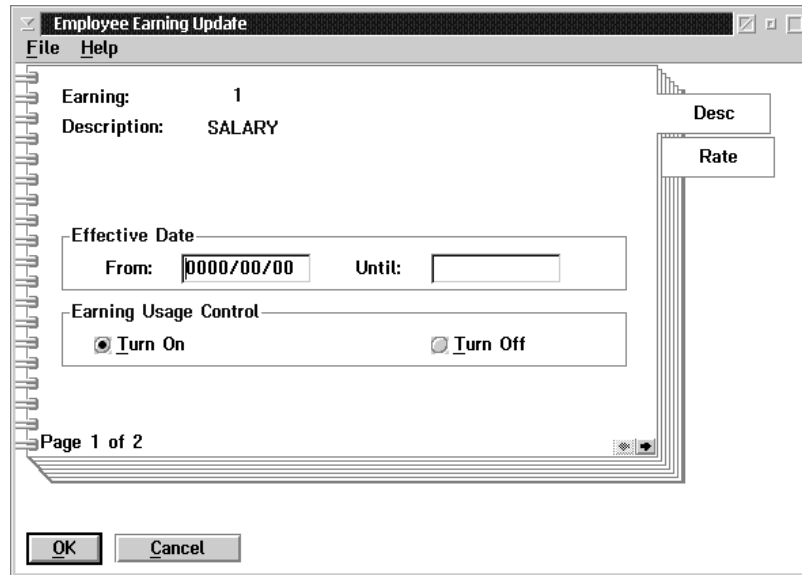 Employee Earning Update
File Help
Earning: 1
Description: SALARY
Desc
Rate
Effective Date
From: 0000/00/00 Until:
Earning Usage Control
Turn On Turn Off
Page 1 of 2
OK Cancel